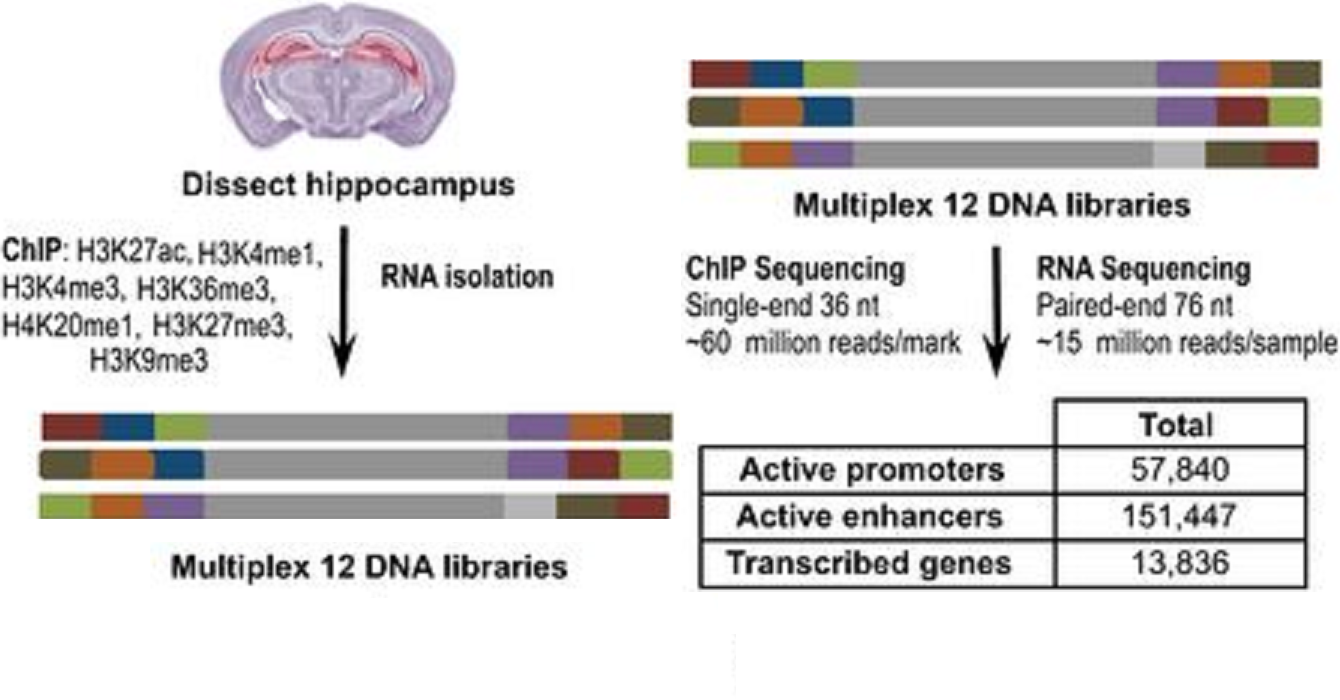 Dissect hippocampus
ChIP: H3K27ac, H3K4me1,
H3K4me3, H3K36me3,
H4K20me1, H3K27me3,
H3K9me3
RNA isolation
Multiplex 12 DNA libraries
Multiplex 12 DNA libraries
ChIP Sequencing
Single-end 36 nt
~60 million reads/mark
RNA Sequencing
Paired-end 76 nt
~15 million reads/sample
Total
Active promoters 57,840
Active enhancers 151,447
Transcribed genes 13,836